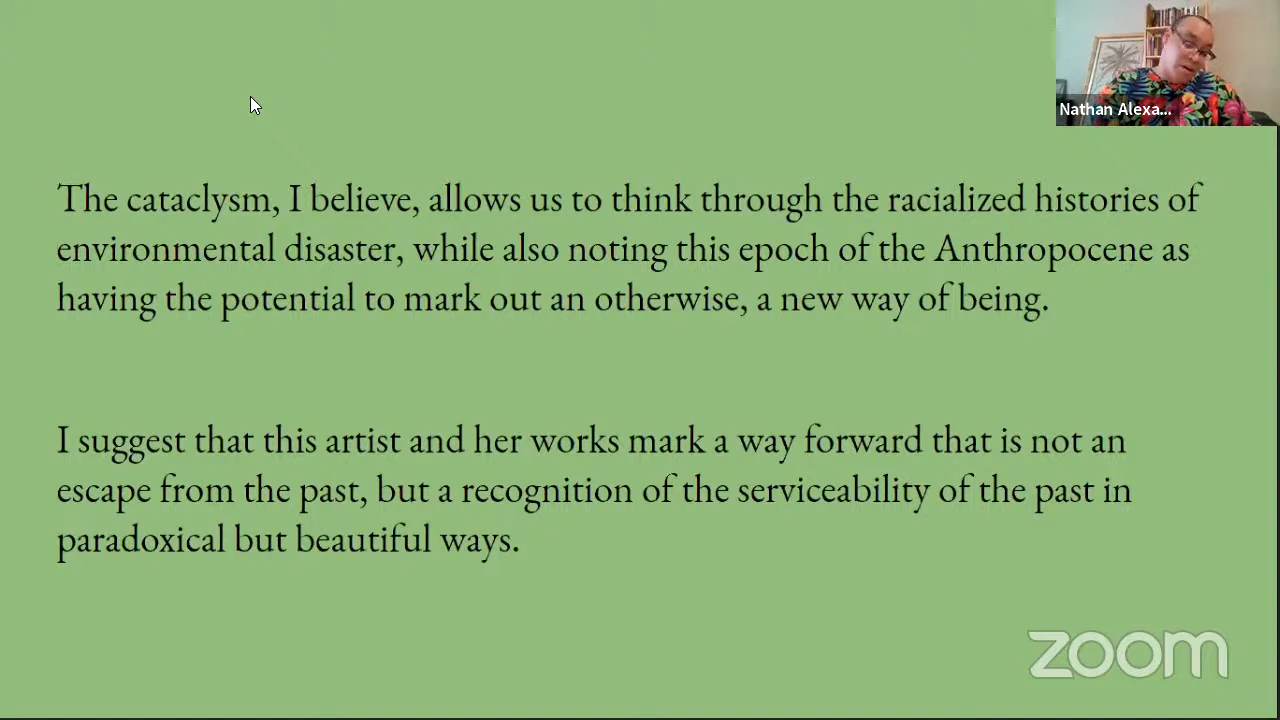 Nathan Alexa...
The cataclysm, I believe, allows us to think through the racialized histories of
environmental disaster, while also noting this epoch of the Anthropocene as
having the potential to mark out an otherwise, a new way of being.
I suggest that this artist and her works mark a way forward that is not an
escape from the past, but a recognition of the serviceability of the past in
paradoxical but beautiful ways.
zoom